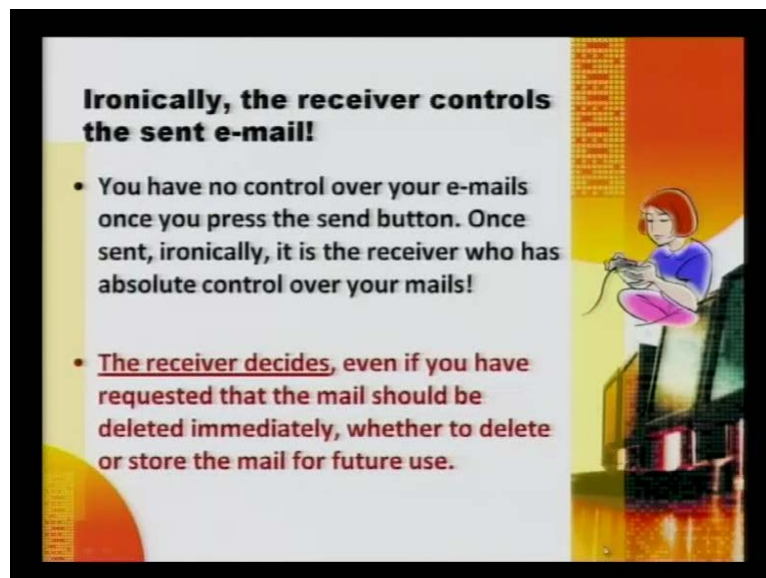 Ironically, the receiver controls
the sent e-mail!
• You have no control over your e-mails
once you press the send button. Once
sent, ironically, it is the receiver who has
absolute control over your mails!
• The receiver decides, even if you have
requested that the mail should be
deleted immediately, whether to delete
or store the mail for future use.